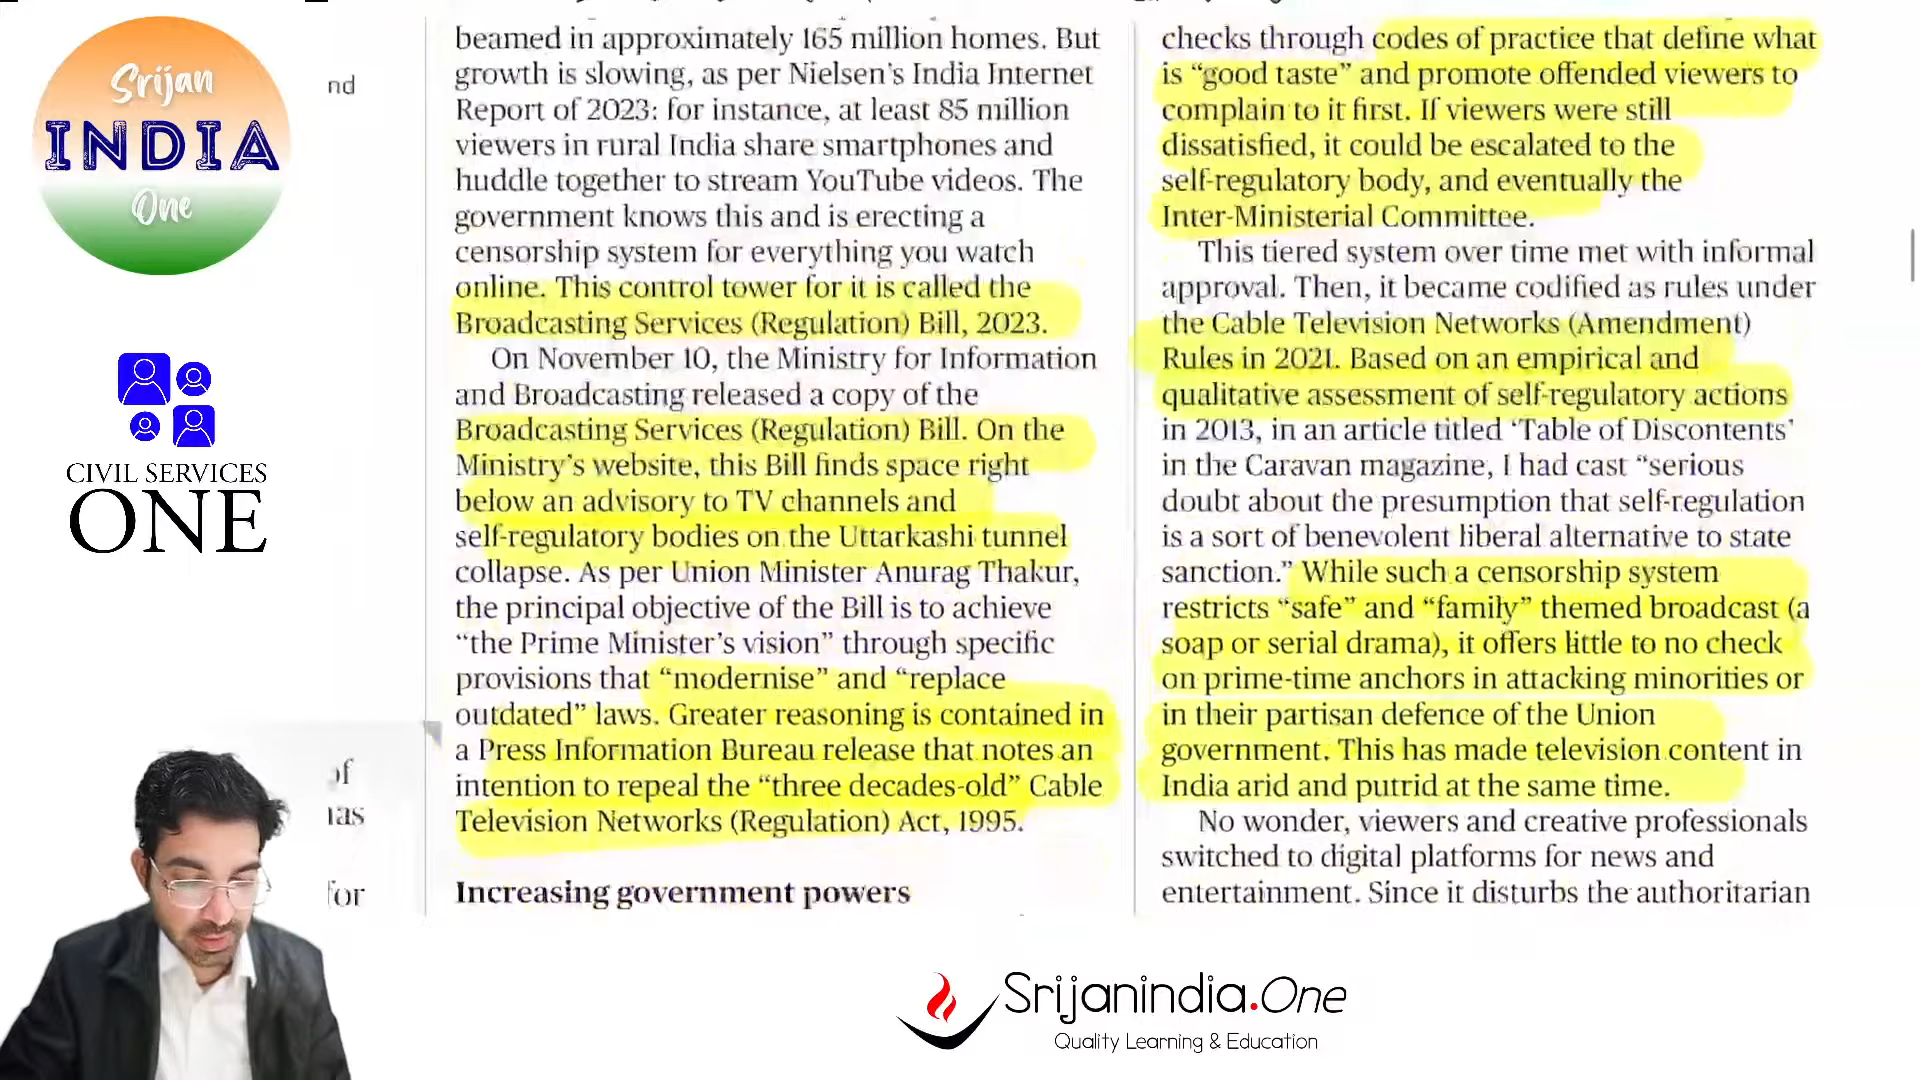 Srijan
INDIA
One
CIVIL SERVICES
ONE
nd
of
has
for
beamed in approximately 165 million homes. But
growth is slowing, as per Nielsen's India Internet
Report of 2023: for instance, at least 85 million
viewers in rural India share smartphones and
huddle together to stream YouTube videos. The
government knows this and is erecting a
censorship system for everything you watch
online. This control tower for it is called the
Broadcasting Services (Regulation) Bill, 2023.
On November 10, the Ministry for Information
and Broadcasting released a copy of the
Broadcasting Services (Regulation) Bill. On the
Ministry's website, this Bill finds space right
below an advisory to TV channels and
self-regulatory bodies on the Uttarkashi tunnel
collapse. As per Union Minister Anurag Thakur,
the principal objective of the Bill is to achieve
“the Prime Minister's vision” through specific
provisions that “modernise” and “replace
outdated” laws. Greater reasoning is contained in
a Press Information Bureau release that notes an
intention to repeal the “three decades-old” Cable
Television Networks (Regulation) Act, 1995.
Increasing government powers
checks through codes of practice that define what
is “good taste” and promote offended viewers to
complain to it first. If viewers were still
dissatisfied, it could be escalated to the
self-regulatory body, and eventually the
Inter-Ministerial Committee.
This tiered system over time met with informal
approval. Then, it became codified as rules under
the Cable Television Networks (Amendment)
Rules in 2021. Based on an empirical and
qualitative assessment of self-regulatory actions
in 2013, in an article titled ‘Table of Discontents’
in the Caravan magazine, I had cast “serious
doubt about the presumption that self-regulation
is a sort of benevolent liberal alternative to state
sanction.” While such a censorship system
restricts “safe” and “family” themed broadcast (a
soap or serial drama), it offers little to no check
on prime-time anchors in attacking minorities or
in their partisan defence of the Union
government. This has made television content in
India arid and putrid at the same time.
No wonder, viewers and creative professionals
switched to digital platforms for news and
entertainment. Since it disturbs the authoritarian
Srijanindia.One
Quality Learning & Education